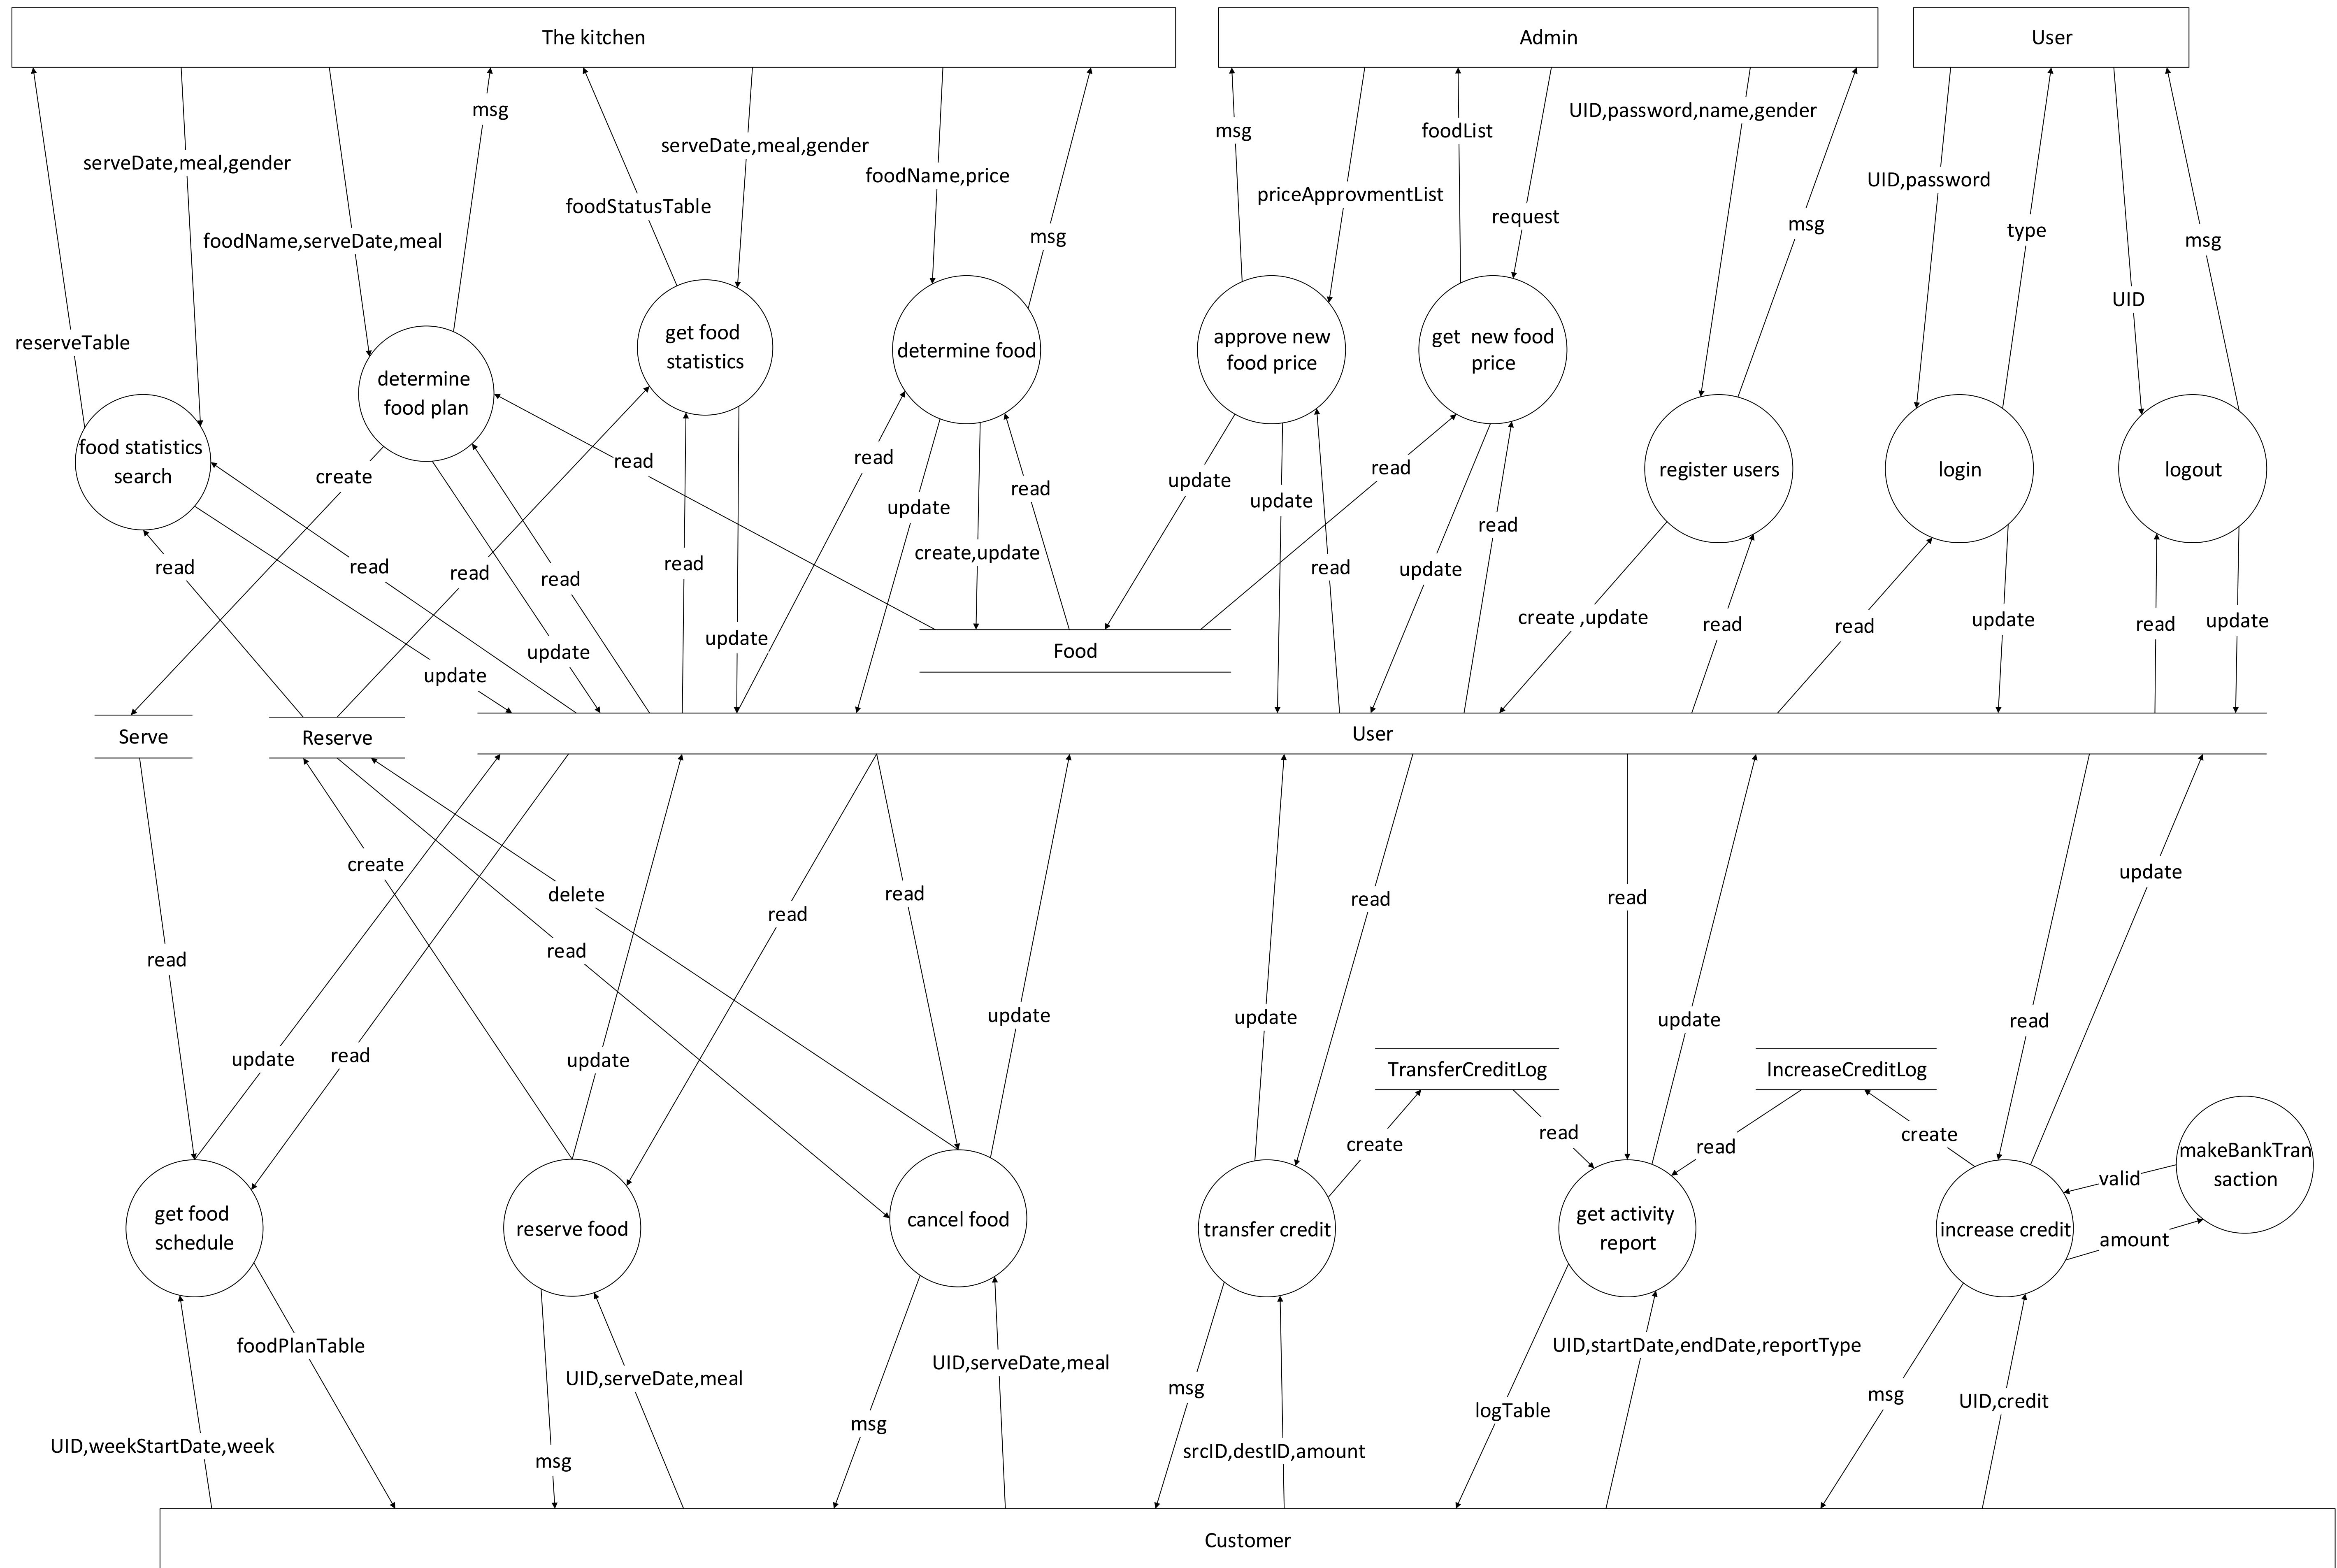 The kitchen
Admin
User
msg
UID,password,name,gender
msg
foodList
serveDate,meal,gender
serveDate,meal,gender
foodName,price
UID,password
priceApprovmentList
foodStatusTable
request
msg
type
msg
foodName,serveDate,meal
msg
UID
reserveTable
get food
statistics
determine food
approve new
food price
get  new food
price
determine
food plan
food statistics
search
register users
login
logout
create
read
read
update
read
read
update
update
read
create,update
read
read
read
read
read
read
update
read
update
create ,update
read
read
update
read
update
update
update
update
Food
Serve
Reserve
User
create
delete
read
read
read
read
update
read
read
update
update
read
update
update
read
update
read
TransferCreditLog
IncreaseCreditLog
create
read
read
create
makeBankTran
saction
valid
amount
get food
schedule
reserve food
cancel food
transfer credit
get activity
report
increase credit
foodPlanTable
UID,serveDate,meal
UID,serveDate,meal
UID,startDate,endDate,reportType
msg
msg
UID,credit
logTable
msg
UID,weekStartDate,week
msg
srcID,destID,amount
Customer